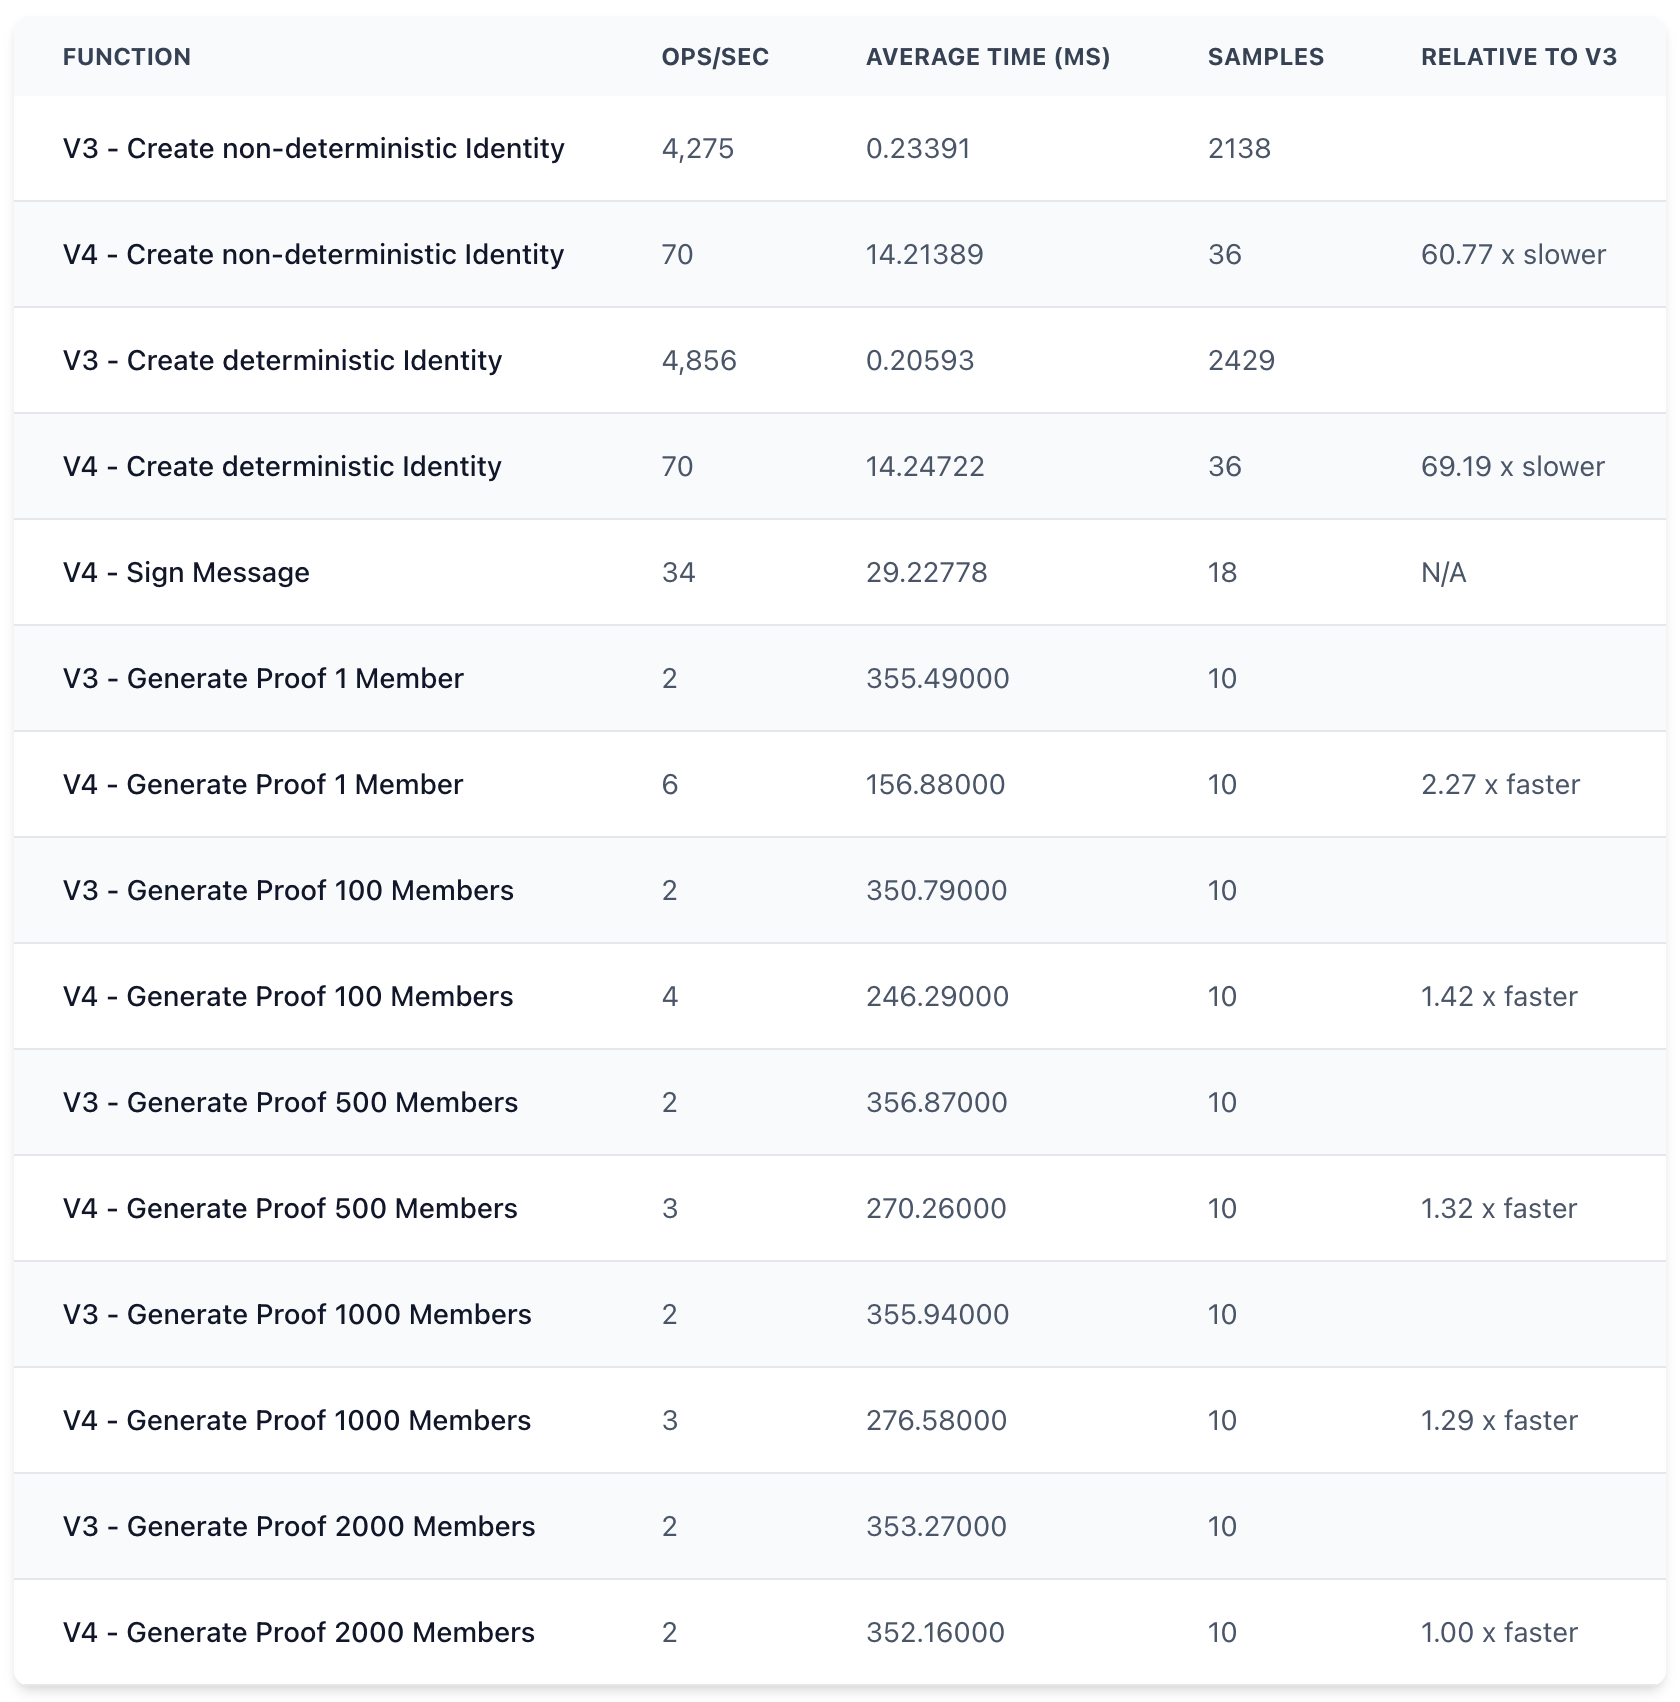 FUNCTION OPS/SEC AVERAGE TIME (MS) SAMPLES RELATIVE TO V3
V3 - Create non-deterministic Identity 4,275 0.23391 2138
V4 - Create non-deterministic Identity 70 14.21389 36 60.77 x slower
V3 - Create deterministic Identity 4,856 0.20593 2429
V4 - Create deterministic Identity 70 14.24722 36 69.19 x slower
V4 - Sign Message 34 29.22778 18 N/A
V3 - Generate Proof 1 Member 2 355.49000 10
V4 - Generate Proof 1 Member 6 156.88000 10 2.27 x faster
V3 - Generate Proof 100 Members 2 350.79000 10
V4 - Generate Proof 100 Members 4 246.29000 10 1.42 x faster
V3 - Generate Proof 500 Members 2 356.87000 10
V4 - Generate Proof 500 Members 3 270.26000 10 1.32 x faster
V3 - Generate Proof 1000 Members 2 355.94000 10
V4 - Generate Proof 1000 Members 3 276.58000 10 1.29 x faster
V3 - Generate Proof 2000 Members 2 353.27000 10
V4 - Generate Proof 2000 Members 2 352.16000 10 1.00 x faster